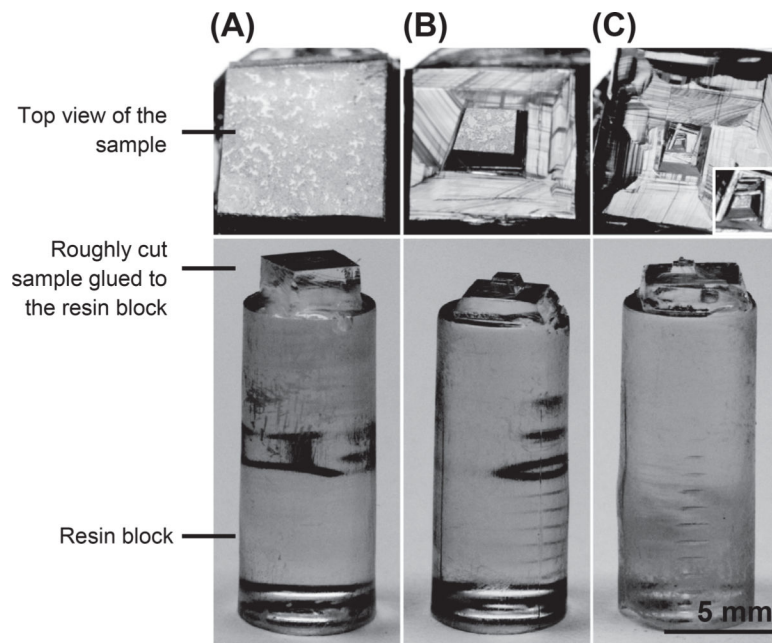 (A) (B) (C)
Top view of the
sample
Roughly cut
sample glued to
the resin block
Resin block
5 mm